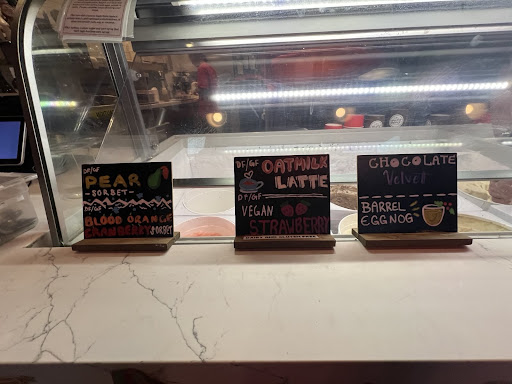 DF/GF
PEAR
-SORBET-
DF/GF
BLOOD ORANGE
CRANBERRY SORBET
DF/GF OATMILK
LATTE
DF/GF
VEGAN
STRAWBERRY
CHOCOLATE
Velvet
BARREL
EGGNOG